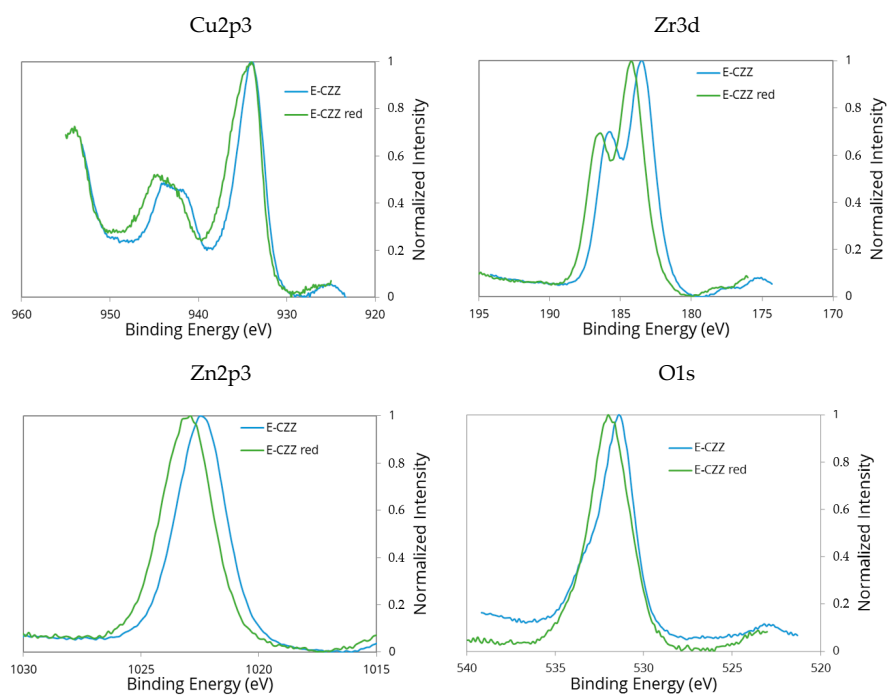 Cu2p3
E-CZZ
E-CZZ red
1
0.8
0.6
0.4
0.2
0
Normalized Intensity
960 950 940 930 920
Binding Energy (eV)
Zr3d
E-CZZ
E-CZZ red
1
0.8
0.6
0.4
0.2
0
Normalized Intensity
195 190 185 180 175 170
Binding Energy (eV)
Zn2p3
E-CZZ
E-CZZ red
1
0.8
0.6
0.4
0.2
0
Normalized Intensity
1030 1025 1020 1015
Binding Energy (eV)
O1s
E-CZZ
E-CZZ red
1
0.8
0.6
0.4
0.2
0
Normalized Intensity
540 535 530 525 520
Binding Energy (eV)